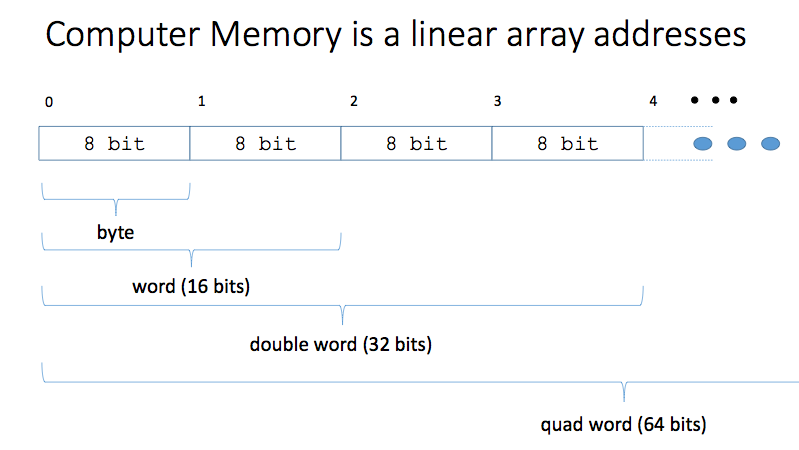 Computer Memory is a linear array addresses
0 1 2 3 4 •••
8 bit 8 bit 8 bit 8 bit
byte
word (16 bits)
double word (32 bits)
quad word (64 bits)